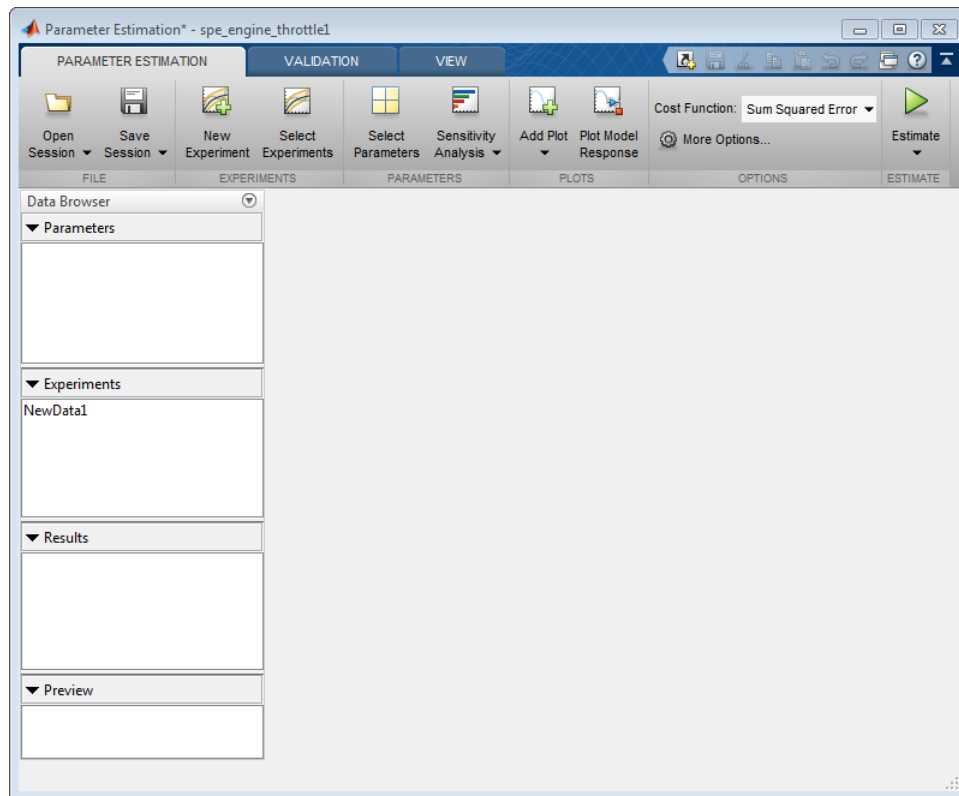 Parameter Estimation* - spe_engine_throttle1
PARAMETER ESTIMATION VALIDATION VIEW
Open Session
Save Session
New Experiment
Select Experiments
Select Parameters
Sensitivity Analysis
Add Plot
Plot Model Response
Cost Function: Sum Squared Error
More Options...
Estimate
FILE EXPERIMENTS PARAMETERS PLOTS OPTIONS ESTIMATE
Data Browser
Parameters
Experiments
NewData1
Results
Preview